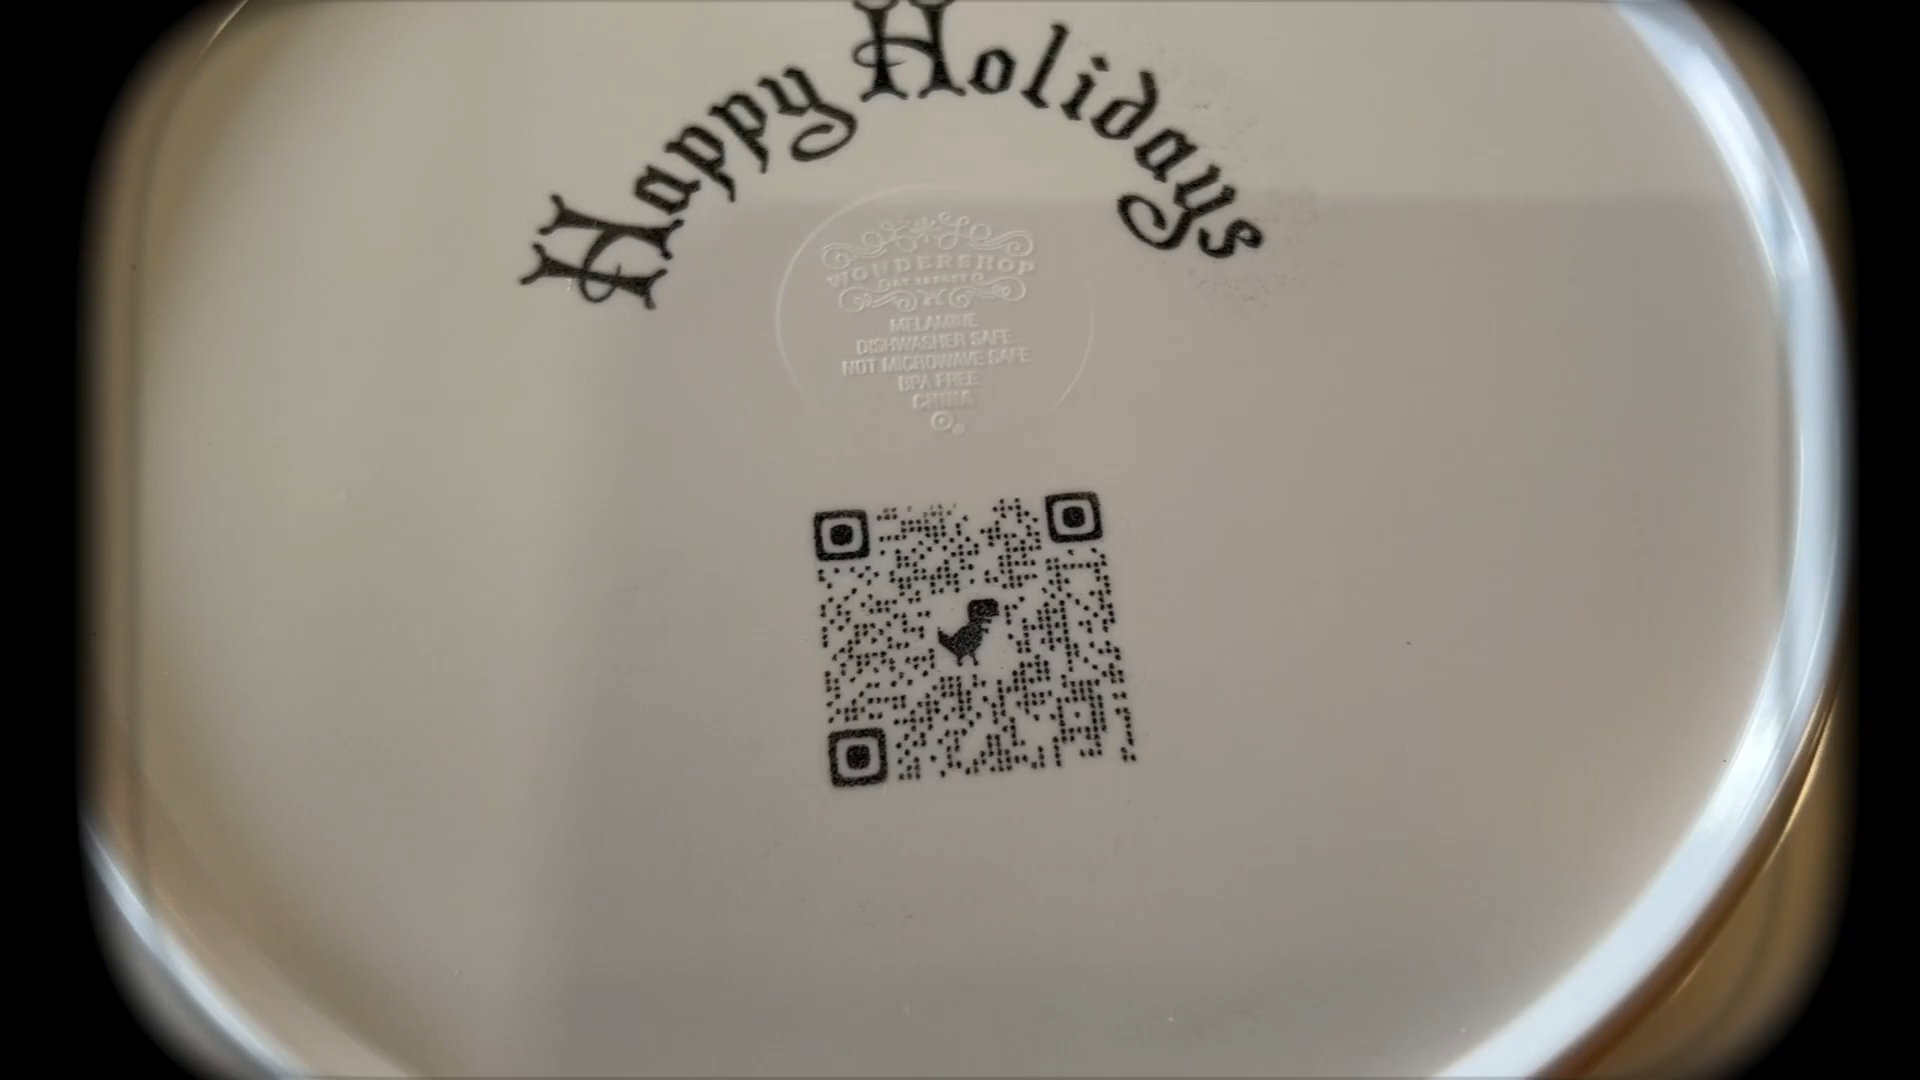 Happy Holidays
WONDERSHOP
MELAMINE
DISHWASHER SAFE
NOT MICROWAVE SAFE
BPA FREE
CHINA